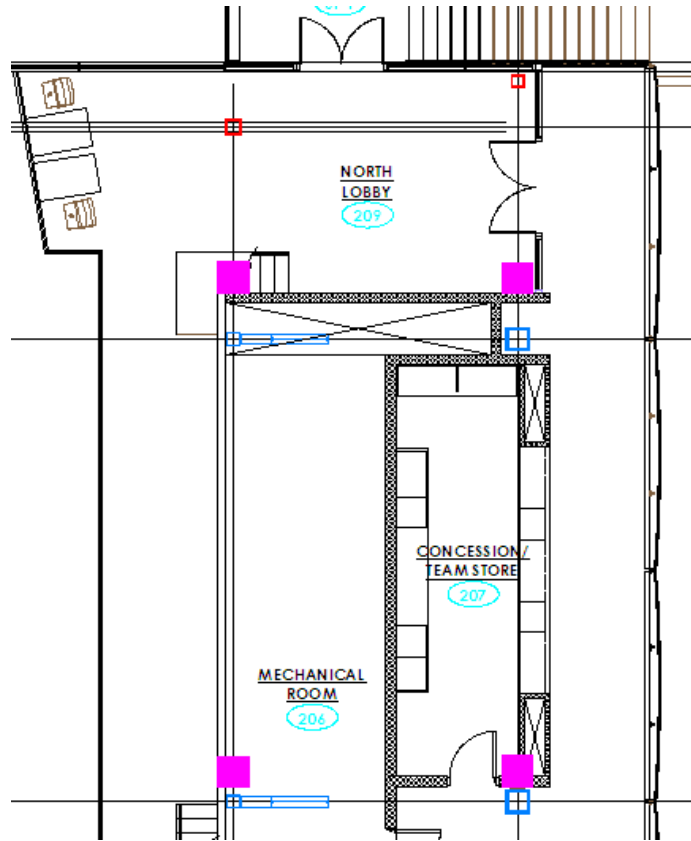 NORTH
LOBBY
209
CONCESSION/
TEAM STORE
207
MECHANICAL
ROOM
206